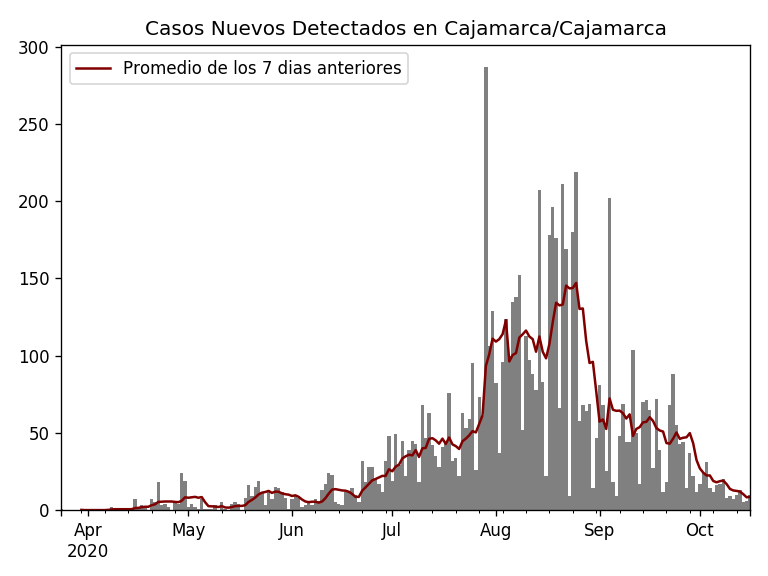 Casos Nuevos Detectados en Cajamarca/Cajamarca
Promedio de los 7 dias anteriores
300
250
200
150
100
50
0
Apr May Jun Jul Aug Sep Oct
2020